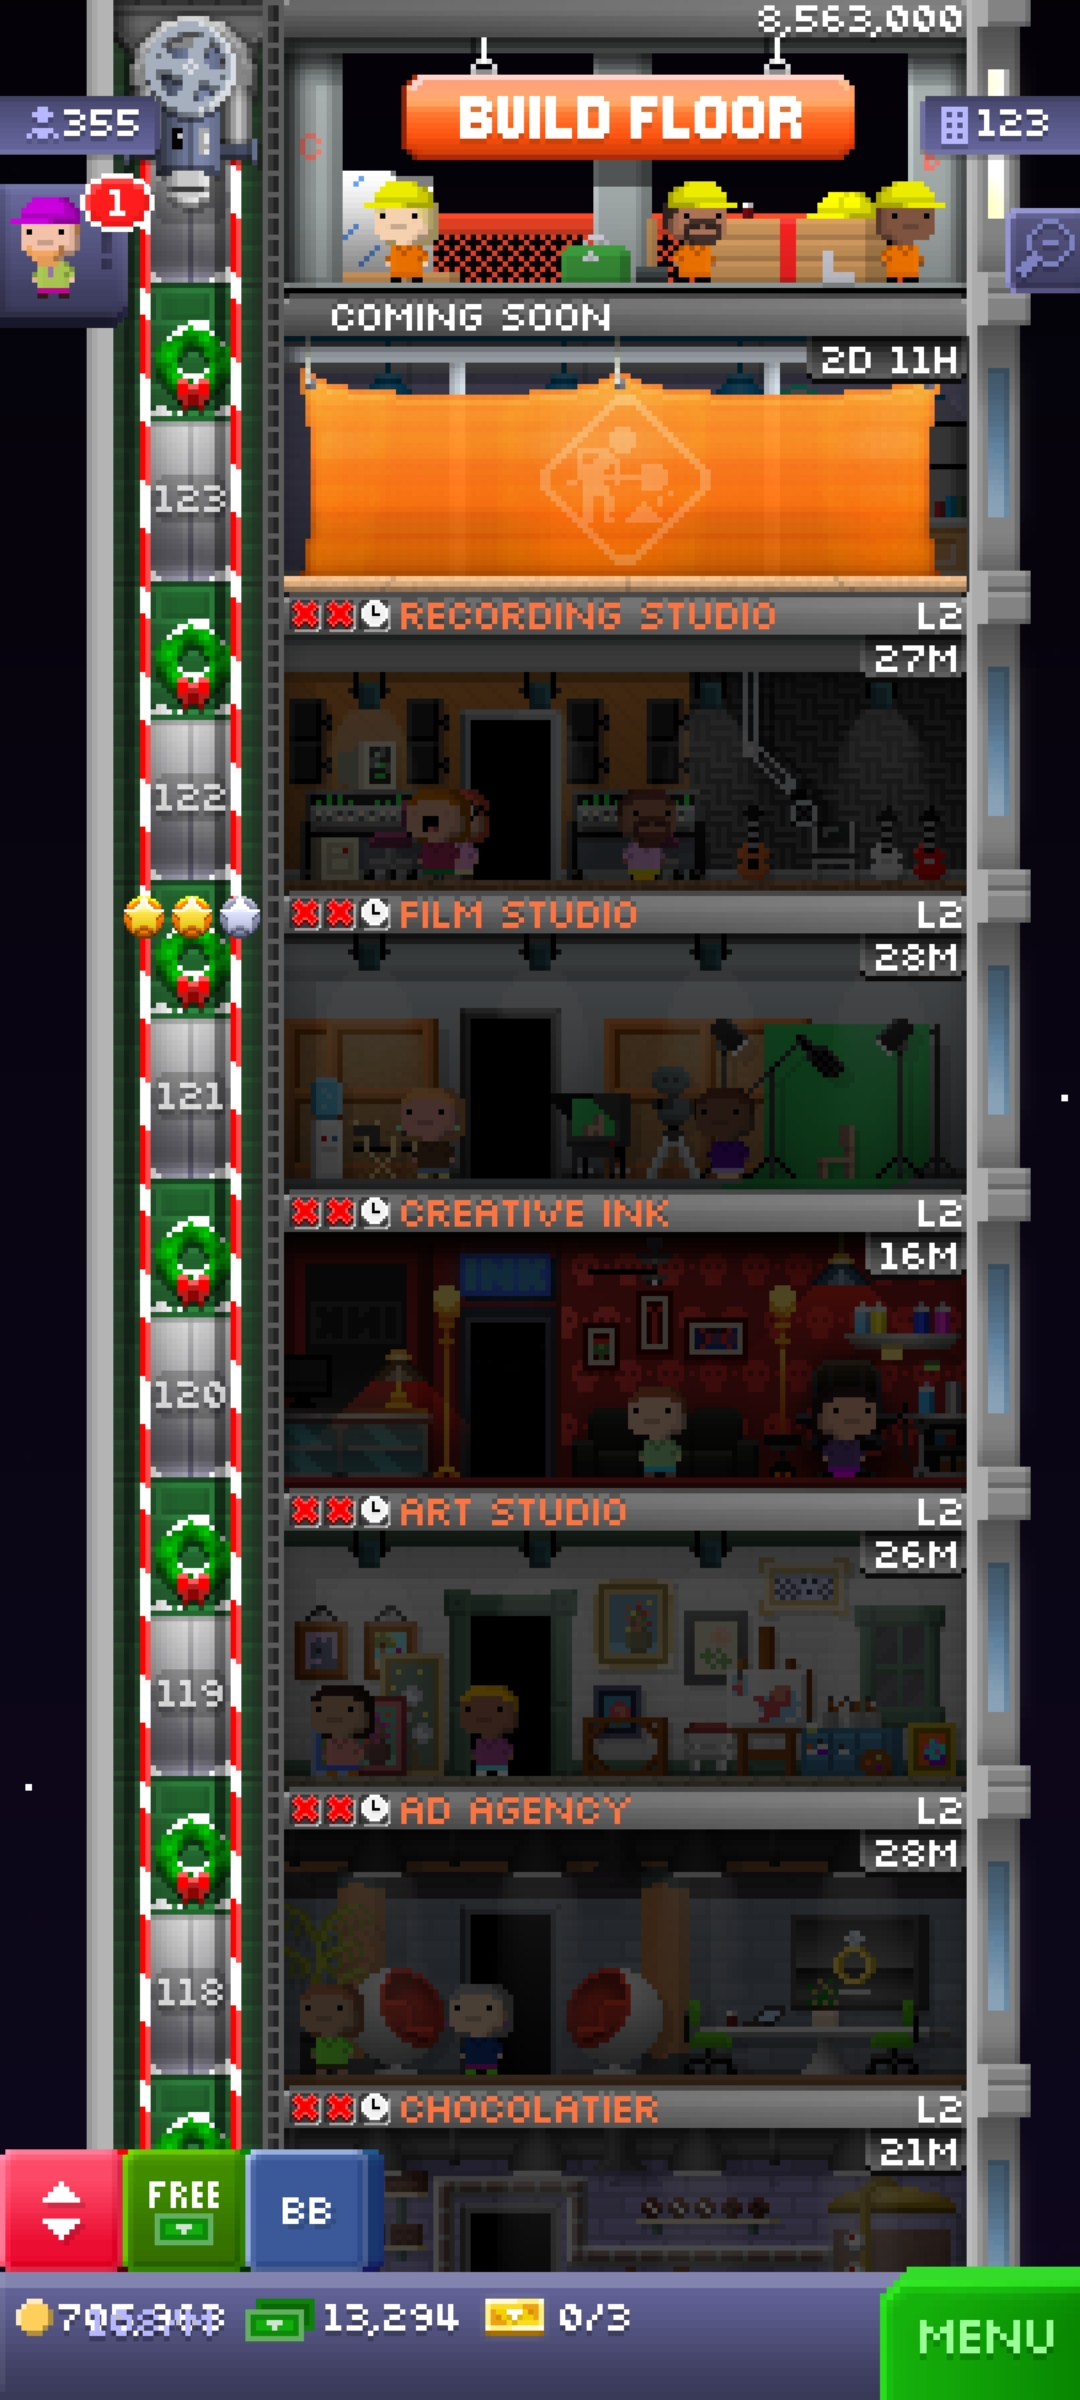 8,563,000
BUILD FLOOR
355
123
1
COMING SOON
2D 11H
123
RECORDING STUDIO L2
27M
122
FILM STUDIO L2
28M
121
CREATIVE INK L2
16M
INK
120
ART STUDIO L2
26M
119
AD AGENCY L2
28M
118
CHOCOLATIER L2
21M
FREE
BB
13,294
0/3
MENU